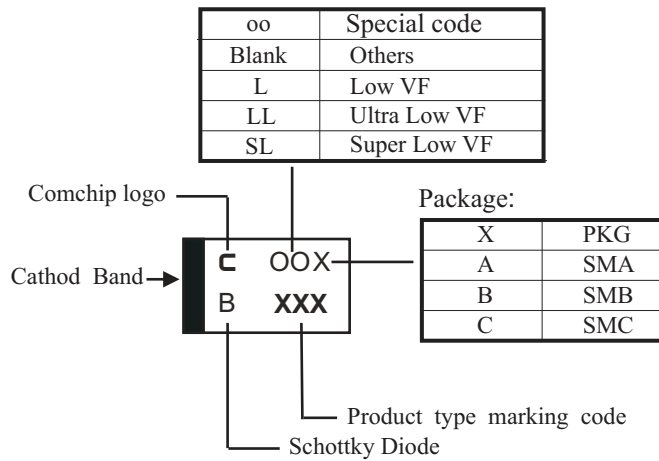 oo Special code
Blank Others
L Low VF
LL Ultra Low VF
SL Super Low VF
Comchip logo
Package:
X PKG
A SMA
B SMB
C SMC
Cathod Band
C OOX
B XXX
Product type marking code
Schottky Diode